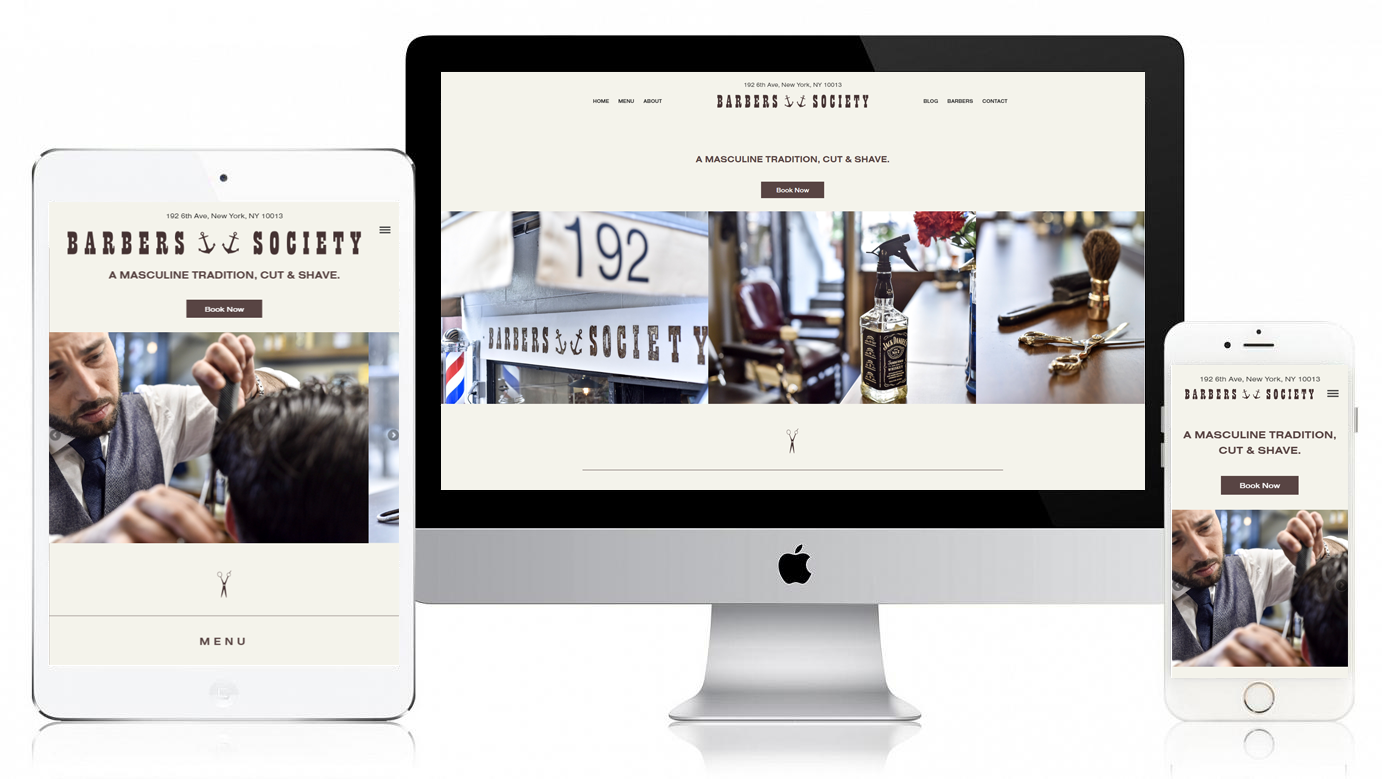 192 6th Ave, New York, NY 10013
BARBERS SOCIETY
A MASCULINE TRADITION, CUT & SHAVE.
Book Now
MENU
192 6th Ave, New York, NY 10013
HOME MENU ABOUT BARBERS SOCIETY BLOG BARBERS CONTACT
A MASCULINE TRADITION, CUT & SHAVE.
Book Now
192
BARBERS SOCIETY
JACK DANIEL'S
192 6th Ave, New York, NY 10013
BARBERS SOCIETY
A MASCULINE TRADITION,
CUT & SHAVE.
Book Now